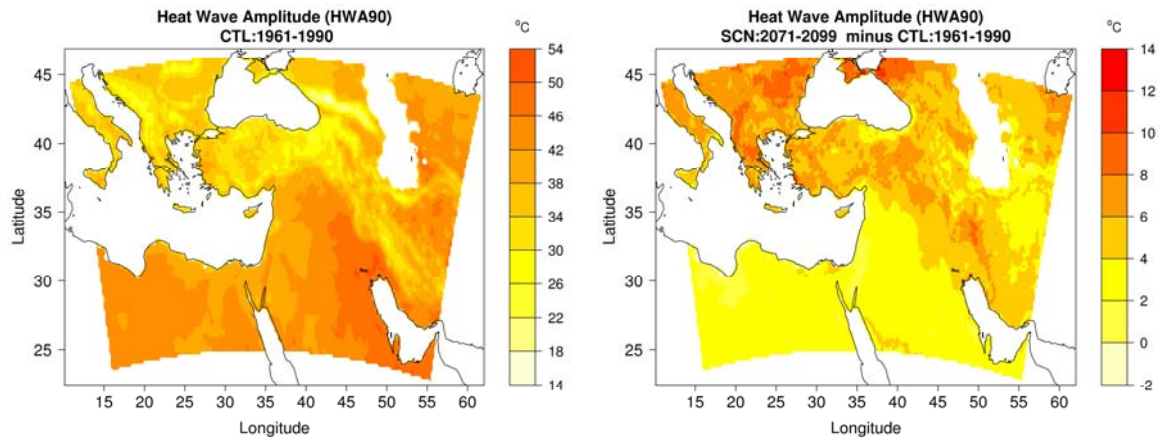 Heat Wave Amplitude (HWA90)
CTL:1961-1990
°C
54
50
46
42
38
34
30
26
22
18
14
45
40
35
30
25
Latitude
15 20 25 30 35 40 45 50 55 60
Longitude
Heat Wave Amplitude (HWA90)
SCN:2071-2099 minus CTL:1961-1990
°C
14
12
10
8
6
4
2
0
-2
45
40
35
30
25
Latitude
15 20 25 30 35 40 45 50 55 60
Longitude